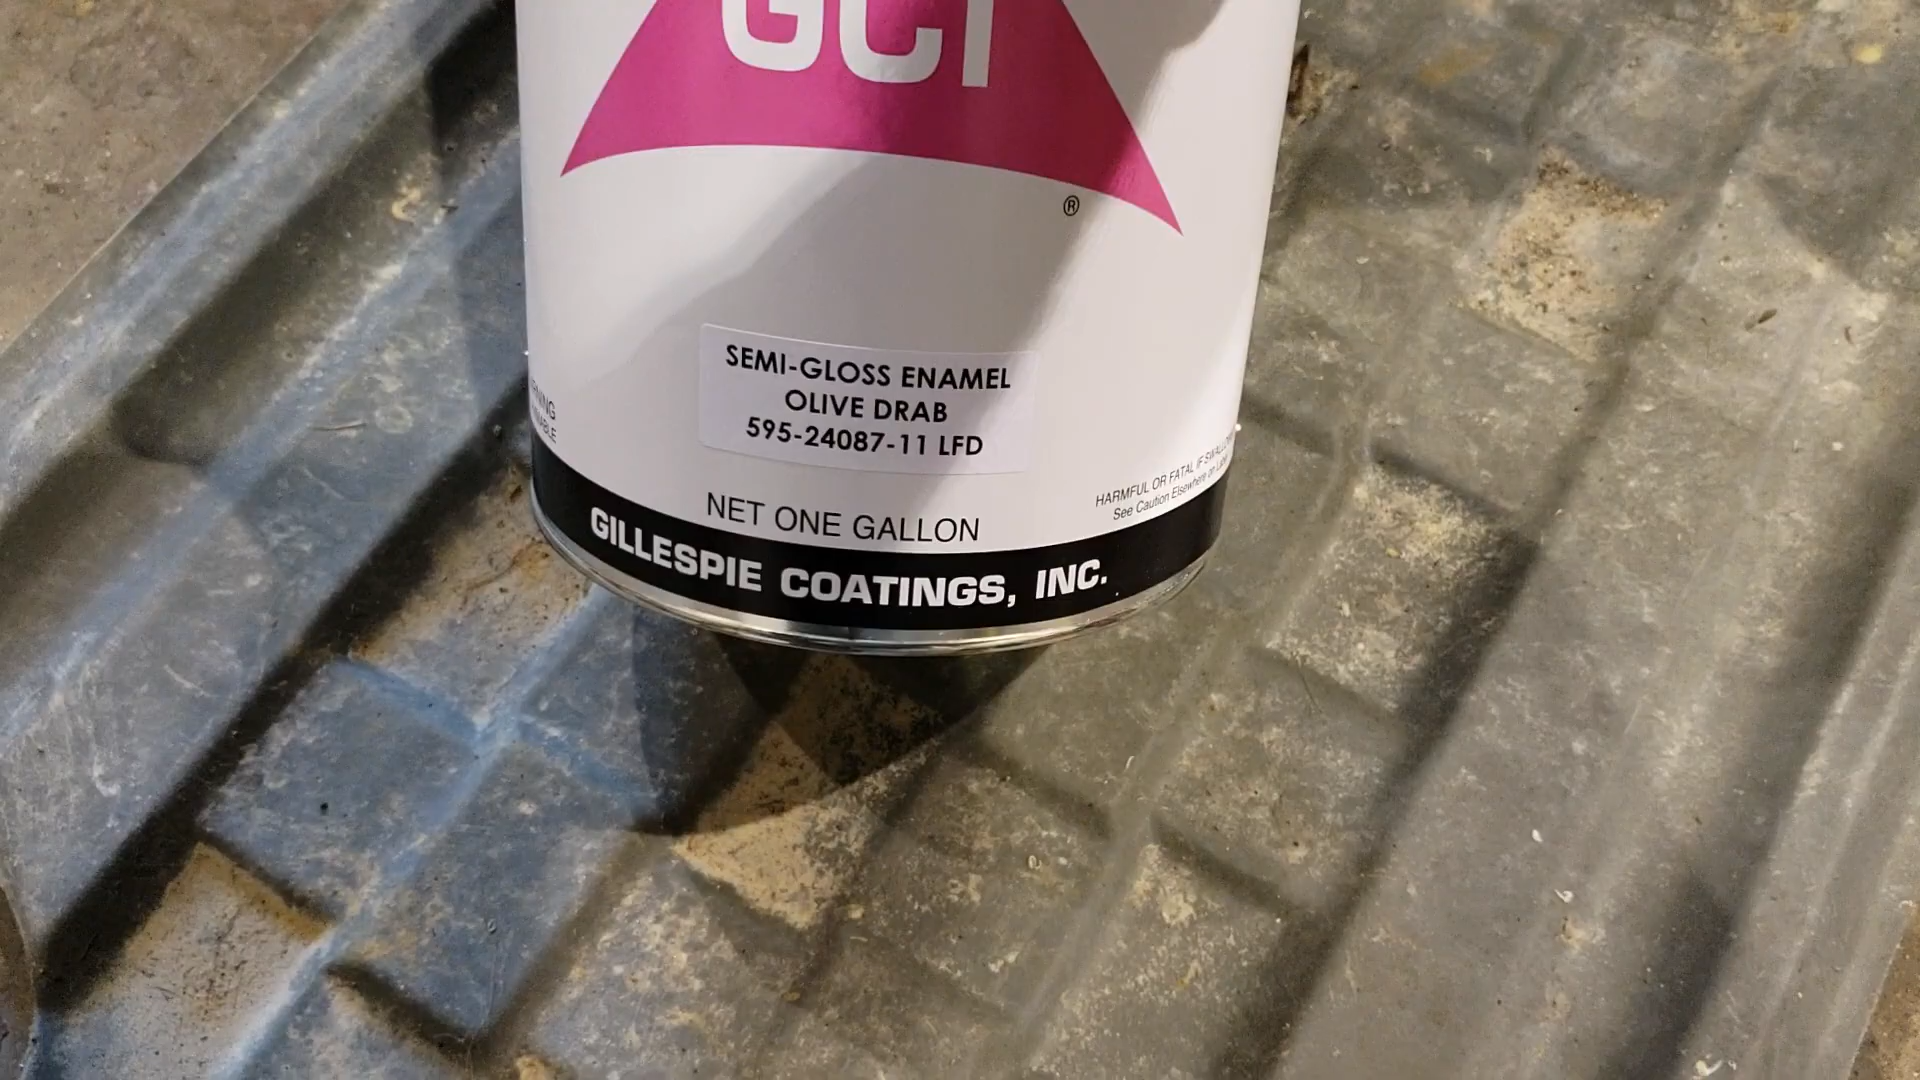 GCI
®
SEMI-GLOSS ENAMEL
OLIVE DRAB
595-24087-11 LFD
NET ONE GALLON
HARMFUL OR FATAL IF
See Caution Elsewhere on Label
GILLESPIE COATINGS, INC.